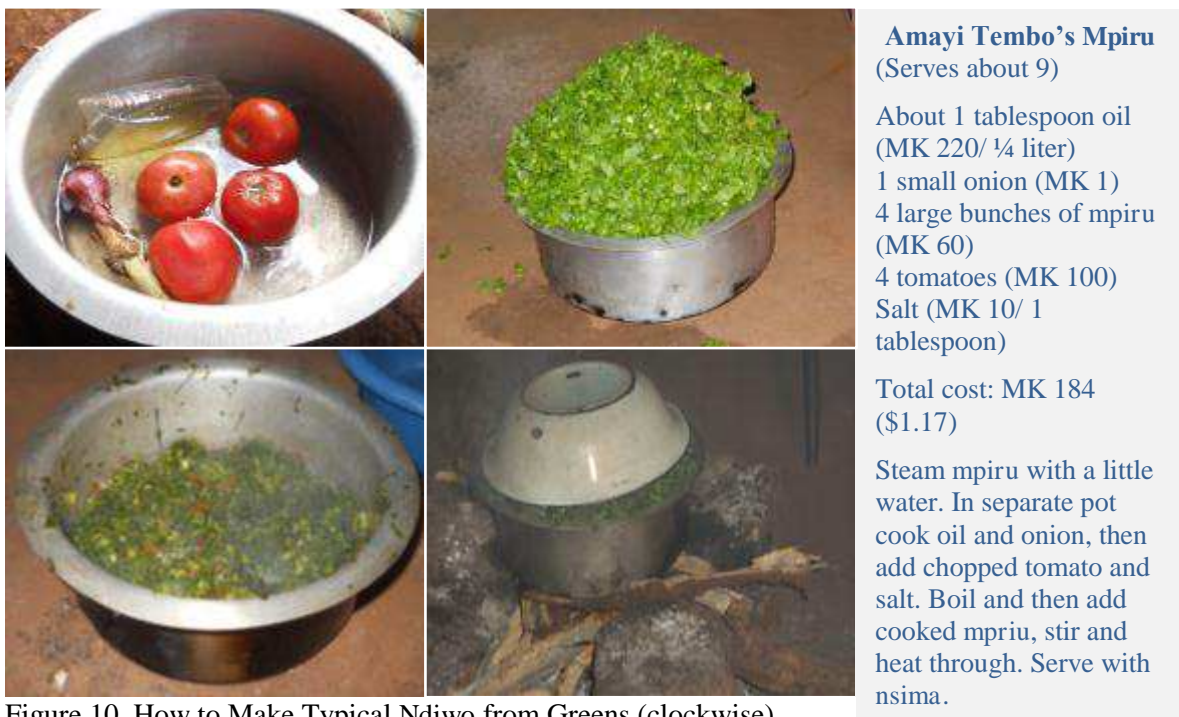 Amayi Tembo's Mpiru
(Serves about 9)
About 1 tablespoon oil
(MK 220/ ¼ liter)
1 small onion (MK 1)
4 large bunches of mpiru
(MK 60)
4 tomatoes (MK 100)
Salt (MK 10/ 1
tablespoon)
Total cost: MK 184
($1.17)
Steam mpiru with a little
water. In separate pot
cook oil and onion, then
add chopped tomato and
salt. Boil and then add
cooked mpriu, stir and
heat through. Serve with
nsima.
Figure 10. How to Make Typical Ndiwo from Greens (clockwise)